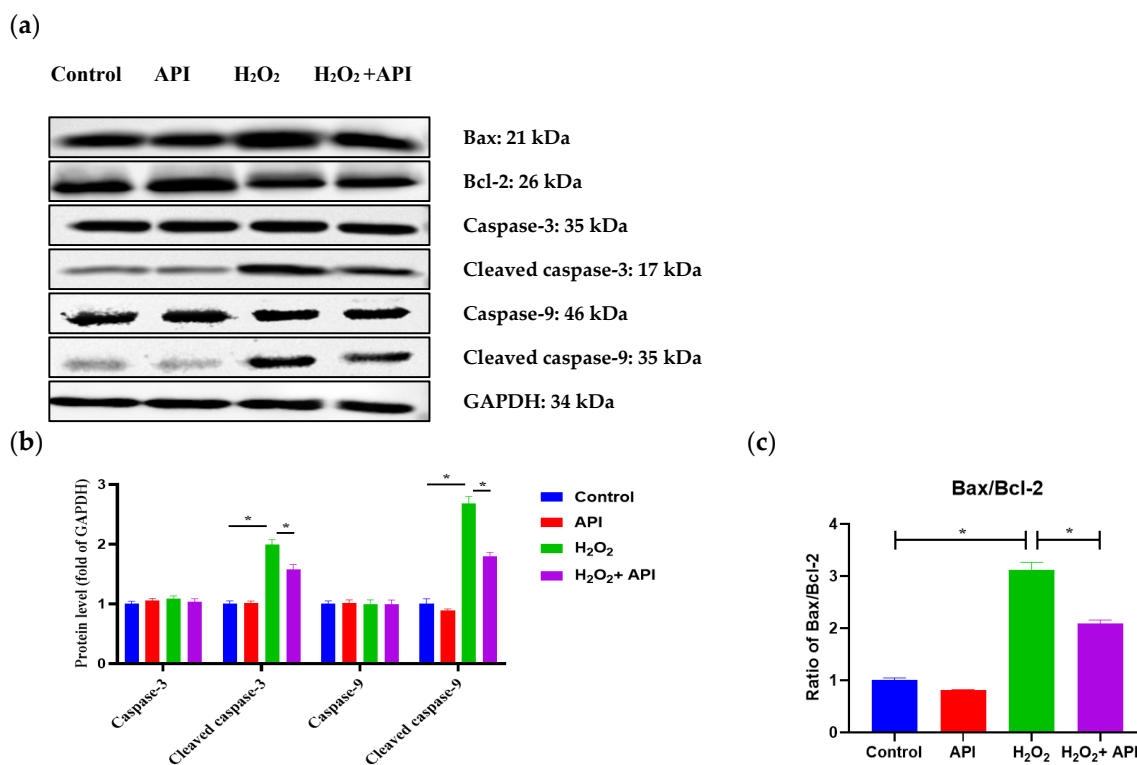 (a)
Control API H₂O₂ H₂O₂ +API
Bax: 21 kDa
Bcl-2: 26 kDa
Caspase-3: 35 kDa
Cleaved caspase-3: 17 kDa
Caspase-9: 46 kDa
Cleaved caspase-9: 35 kDa
GAPDH: 34 kDa
(b)
Protein level (fold of GAPDH)
3
2
1
0
* * * *
Caspase-3
Cleaved caspase-3
Caspase-9
Cleaved caspase-9
Control
API
H₂O₂
H₂O₂+ API
(c)
Bax/Bcl-2
Ratio of Bax/Bcl-2
4
3
2
1
0
* *
Control API H₂O₂ H₂O₂+ API